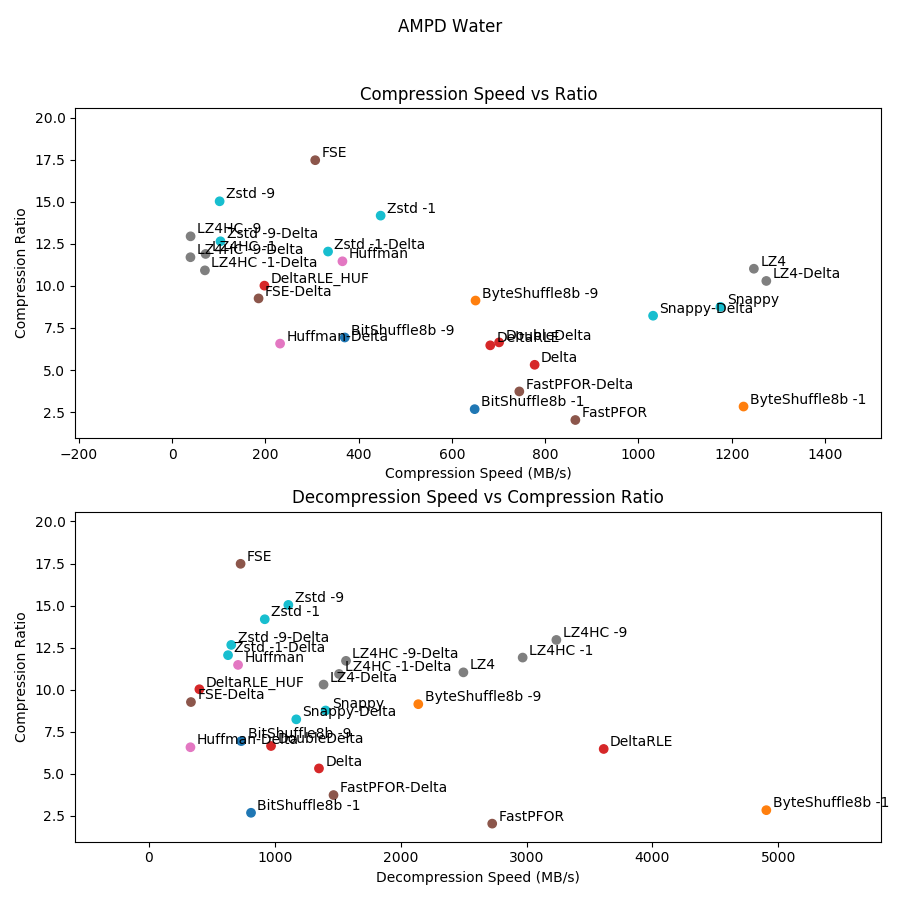 AMPD Water
Compression Speed vs Ratio
20.0
17.5
15.0
12.5
10.0
7.5
5.0
2.5
Compression Ratio
FSE
Zstd -9
Zstd -1
LZ4HC -9
Zstd -9-Delta
LZ4HC -1
LZ4HC -9-Delta
Zstd -1-Delta
Huffman
LZ4HC -1-Delta
LZ4
LZ4-Delta
DeltaRLE_HUF
FSE-Delta
ByteShuffle8b -9
Snappy
Snappy-Delta
BitShuffle8b -9
Huffman-Delta
DoubleDelta
DeltaRLE
Delta
FastPFOR-Delta
BitShuffle8b -1
ByteShuffle8b -1
FastPFOR
−200 0 200 400 600 800 1000 1200 1400
Compression Speed (MB/s)
Decompression Speed vs Compression Ratio
20.0
17.5
15.0
12.5
10.0
7.5
5.0
2.5
Compression Ratio
FSE
Zstd -9
Zstd -1
LZ4HC -9
Zstd -9-Delta
Zstd -1-Delta
LZ4HC -9-Delta
LZ4HC -1
Huffman
LZ4HC -1-Delta
LZ4
LZ4-Delta
DeltaRLE_HUF
FSE-Delta
ByteShuffle8b -9
Snappy
Snappy-Delta
BitShuffle8b -9
Huffman-Delta
DoubleDelta
DeltaRLE
Delta
FastPFOR-Delta
BitShuffle8b -1
ByteShuffle8b -1
FastPFOR
0 1000 2000 3000 4000 5000
Decompression Speed (MB/s)